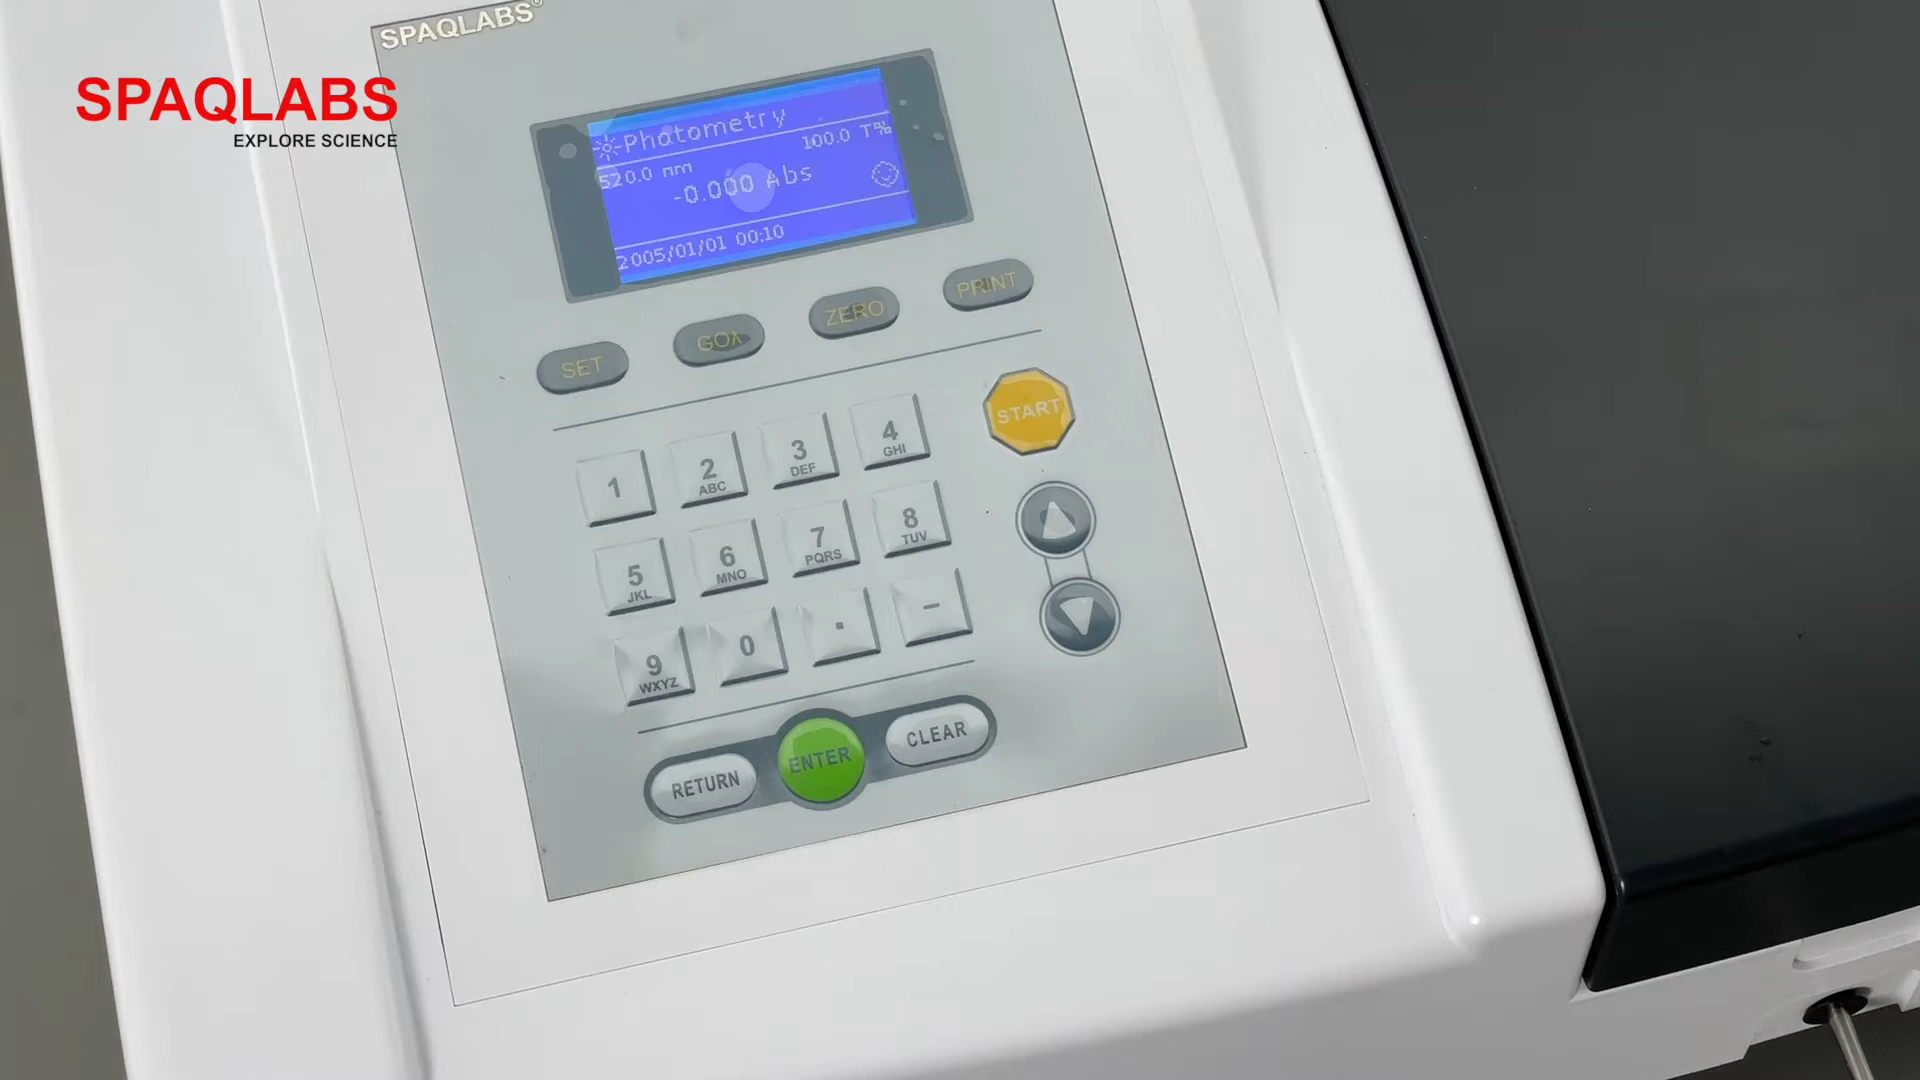 SPAQLABS®
SPAQLABS
EXPLORE SCIENCE
Photometry
520.0 nm 100.0 T%
-0.000 Abs
2005/01/01 00:10
SET GOλ ZERO PRINT
START
1 2 ABC 3 DEF 4 GHI
5 JKL 6 MNO 7 PQRS 8 TUV
9 WXYZ 0 . -
RETURN ENTER CLEAR